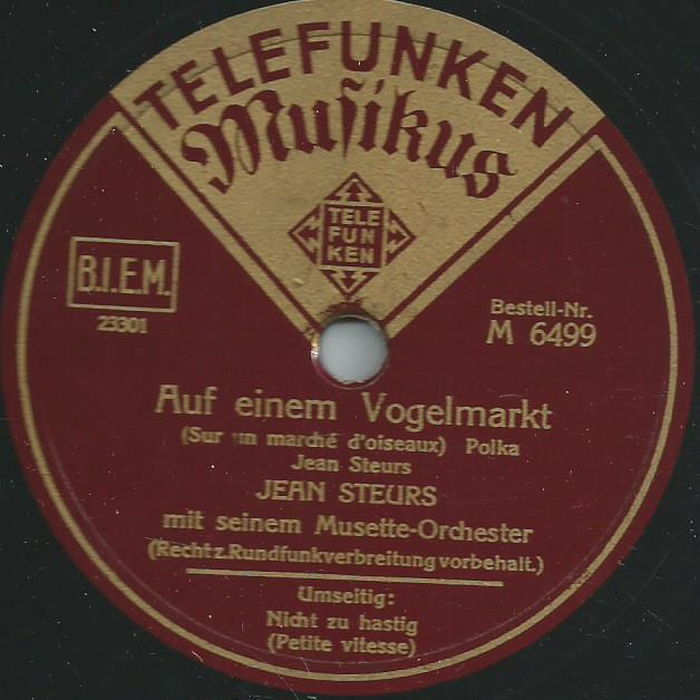 TELEFUNKEN
Musikus
TELE
FUN
KEN
B.I.E.M.
23301
Bestell-Nr.
M 6499
Auf einem Vogelmarkt
(Sur un marché d'oiseaux) Polka
Jean Steurs
JEAN STEURS
mit seinem Musette-Orchester
(Recht z. Rundfunkverbreitung vorbehalt.)
Umseitig:
Nicht zu hastig
(Petite vitesse)